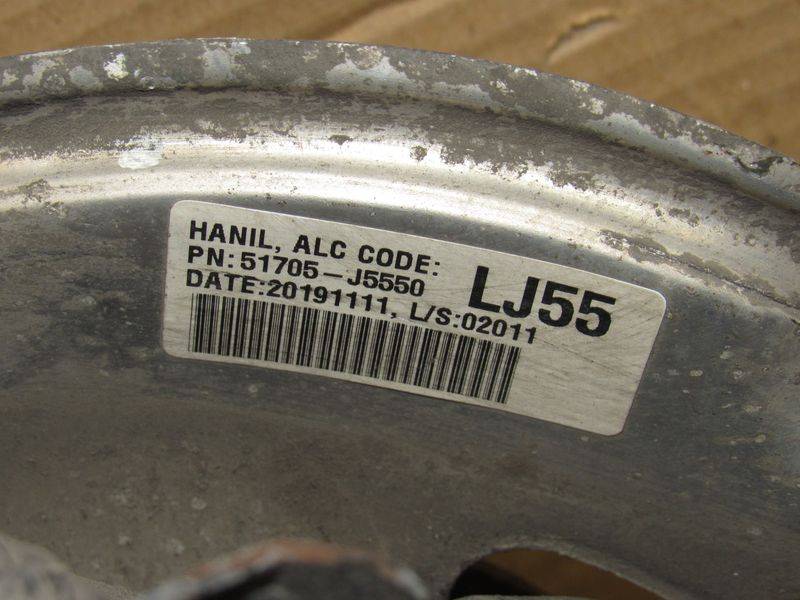 HANIL, ALC CODE:
PN:51705-J5550
LJ55
DATE:20191111, L/S:02011